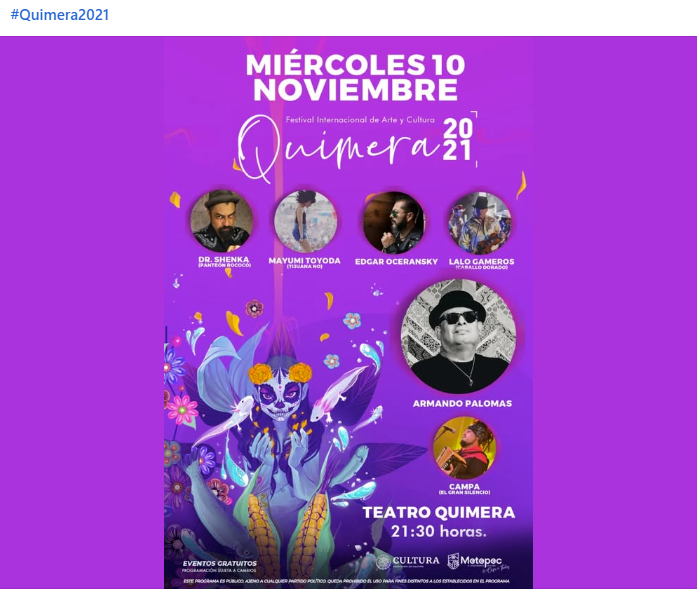 #Quimera2021
MIÉRCOLES 10
NOVIEMBRE
Festival Internacional de Arte y Cultura
Quimera 2021
DR. SHENKA
(PANTEÓN ROCOCÓ)
MAYUMI TOYODA
(TIJUANA NO)
EDGAR OCERANSKY
LALO GAMEROS
(CABALLO DORADO)
ARMANDO PALOMAS
CAMPA
(EL GRAN SILENCIO)
TEATRO QUIMERA
21:30 horas.
EVENTOS GRATUITOS
PROGRAMACIÓN SUJETA A CAMBIOS
CULTURA
Metepec
ESTE PROGRAMA ES PÚBLICO, AJENO A CUALQUIER PARTIDO POLÍTICO. QUEDA PROHIBIDO EL USO PARA FINES DISTINTOS A LOS ESTABLECIDOS EN EL PROGRAMA.